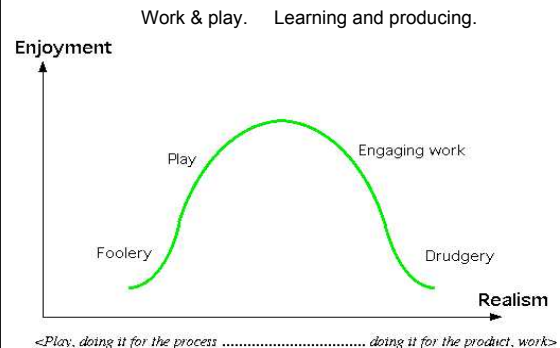 Work & play.    Learning and producing.
Enjoyment
Play
Engaging work
Foolery
Drudgery
Realism
<Play, doing it for the process ................................. doing it for the product, work>